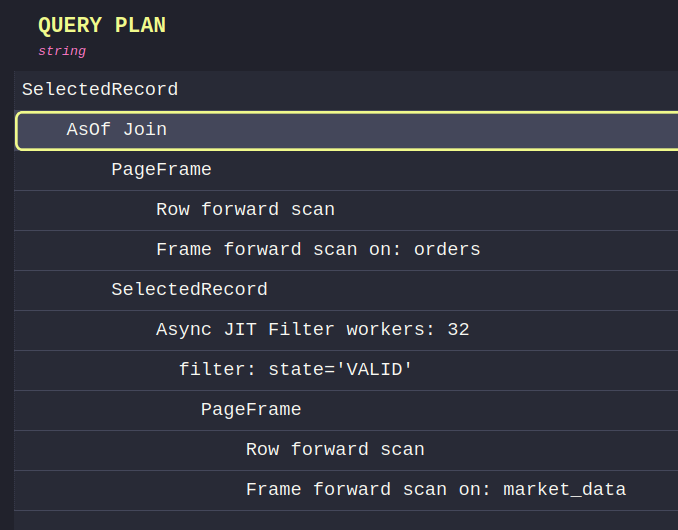 QUERY PLAN
string
SelectedRecord
AsOf Join
PageFrame
Row forward scan
Frame forward scan on: orders
SelectedRecord
Async JIT Filter workers: 32
filter: state='VALID'
PageFrame
Row forward scan
Frame forward scan on: market_data